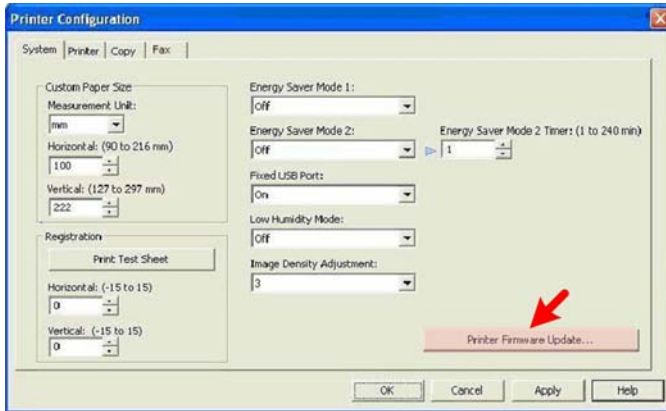 Printer Configuration
System Printer Copy Fax
Custom Paper Size
Measurement Unit:
mm
Horizontal: (90 to 216 mm)
100
Vertical: (127 to 297 mm)
222
Registration
Print Test Sheet
Horizontal: (-15 to 15)
0
Vertical: (-15 to 15)
0
Energy Saver Mode 1:
Off
Energy Saver Mode 2:
Off
Energy Saver Mode 2 Timer: (1 to 240 min)
1
Fixed USB Port:
On
Low Humidity Mode:
Off
Image Density Adjustment:
3
Printer Firmware Update...
OK Cancel Apply Help